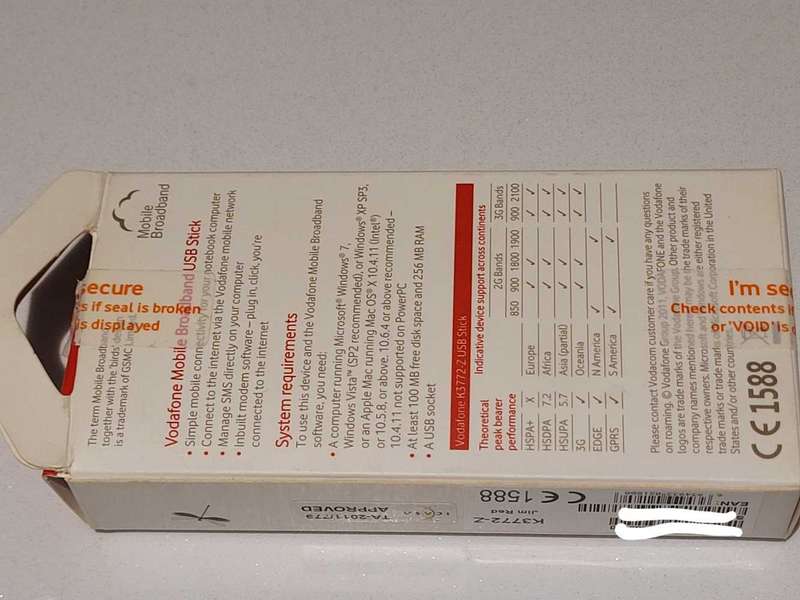 Mobile
Broadband
The term Mobile Broadband
together with the 'birds' design
is a trademark of GSMC Limited
Vodafone Mobile Broadband USB Stick
• Simple mobile connectivity for your notebook computer
• Connect to the internet via the Vodafone mobile network
• Manage SMS directly on your computer
• Inbuilt modem software – plug in, click, you're
connected to the internet
System requirements
To use this device and the Vodafone Mobile Broadband
software, you need:
• A computer running Microsoft® Windows® 7,
Windows Vista™ (SP2 recommended), or Windows® XP SP3,
or an Apple Mac running Mac OS® X 10.4.11 (Intel®)
or 10.5.8, or above. 10.6.4 or above recommended –
10.4.11 not supported on PowerPC
• At least 100 MB free disk space and 256 MB RAM
• A USB socket
Vodafone K3772-Z USB Stick
Theoretical
peak bearer
performance
Indicative device support across continents
2G Bands 3G Bands
850 900 1800 1900 900 2100
HSPA+ X Europe ✓ ✓ ✓ ✓
HSDPA 7.2 Africa ✓ ✓ ✓ ✓
HSUPA 5.7 Asia (partial) ✓ ✓ ✓ ✓
3G ✓ Oceania ✓ ✓ ✓ ✓
EDGE ✓ N America ✓ ✓
GPRS ✓ S America ✓ ✓
Please contact Vodacom customer care if you have any questions
on roaming. © Vodafone Group 2011. VODAFONE and the Vodafone
logos are trade marks of the Vodafone Group. Other product and
company names mentioned herein may be the trade marks of their
respective owners. Microsoft and Windows are either registered
trade marks or trade marks of Microsoft Corporation in the United
States and/or other countries
CE1588
ecure
s if seal is broken
is displayed
I'm se
Check contents i
or 'VOID' is
TA-2011/779
APPROVED
ICASA
CE1588
K3772-Z
Jim Red
EAN: